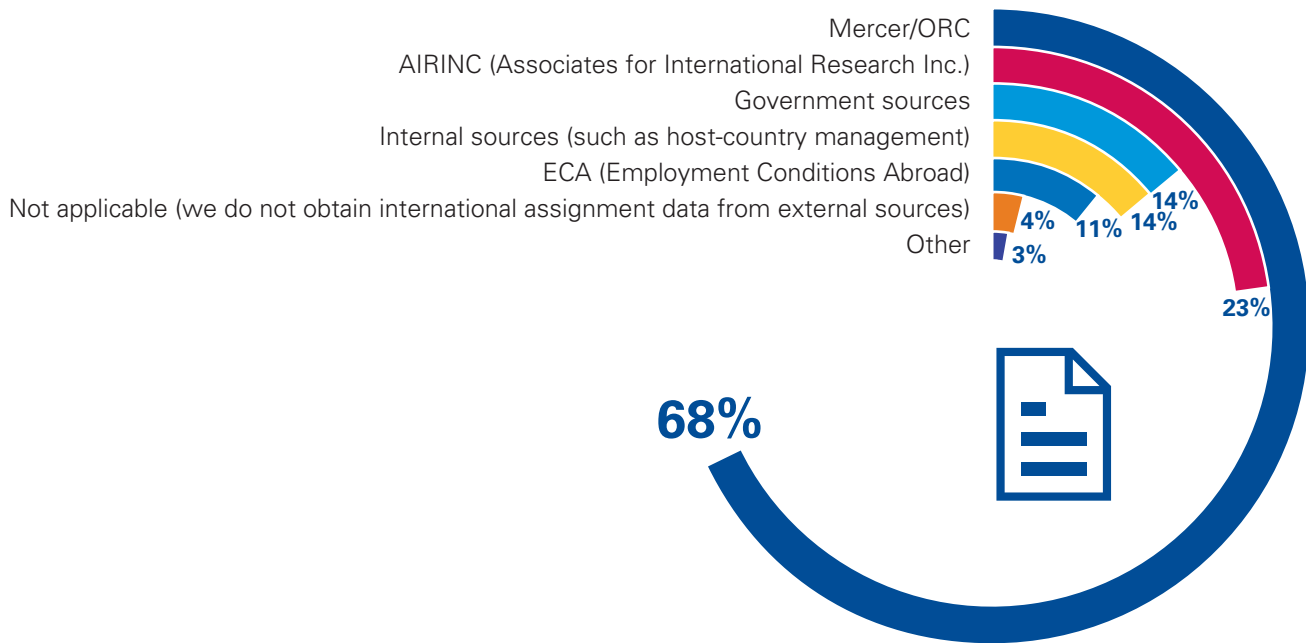 Mercer/ORC
AIRINC (Associates for International Research Inc.)
Government sources
Internal sources (such as host-country management)
ECA (Employment Conditions Abroad)
Not applicable (we do not obtain international assignment data from external sources)
Other
14%
14%
11%
4%
3%
23%
68%